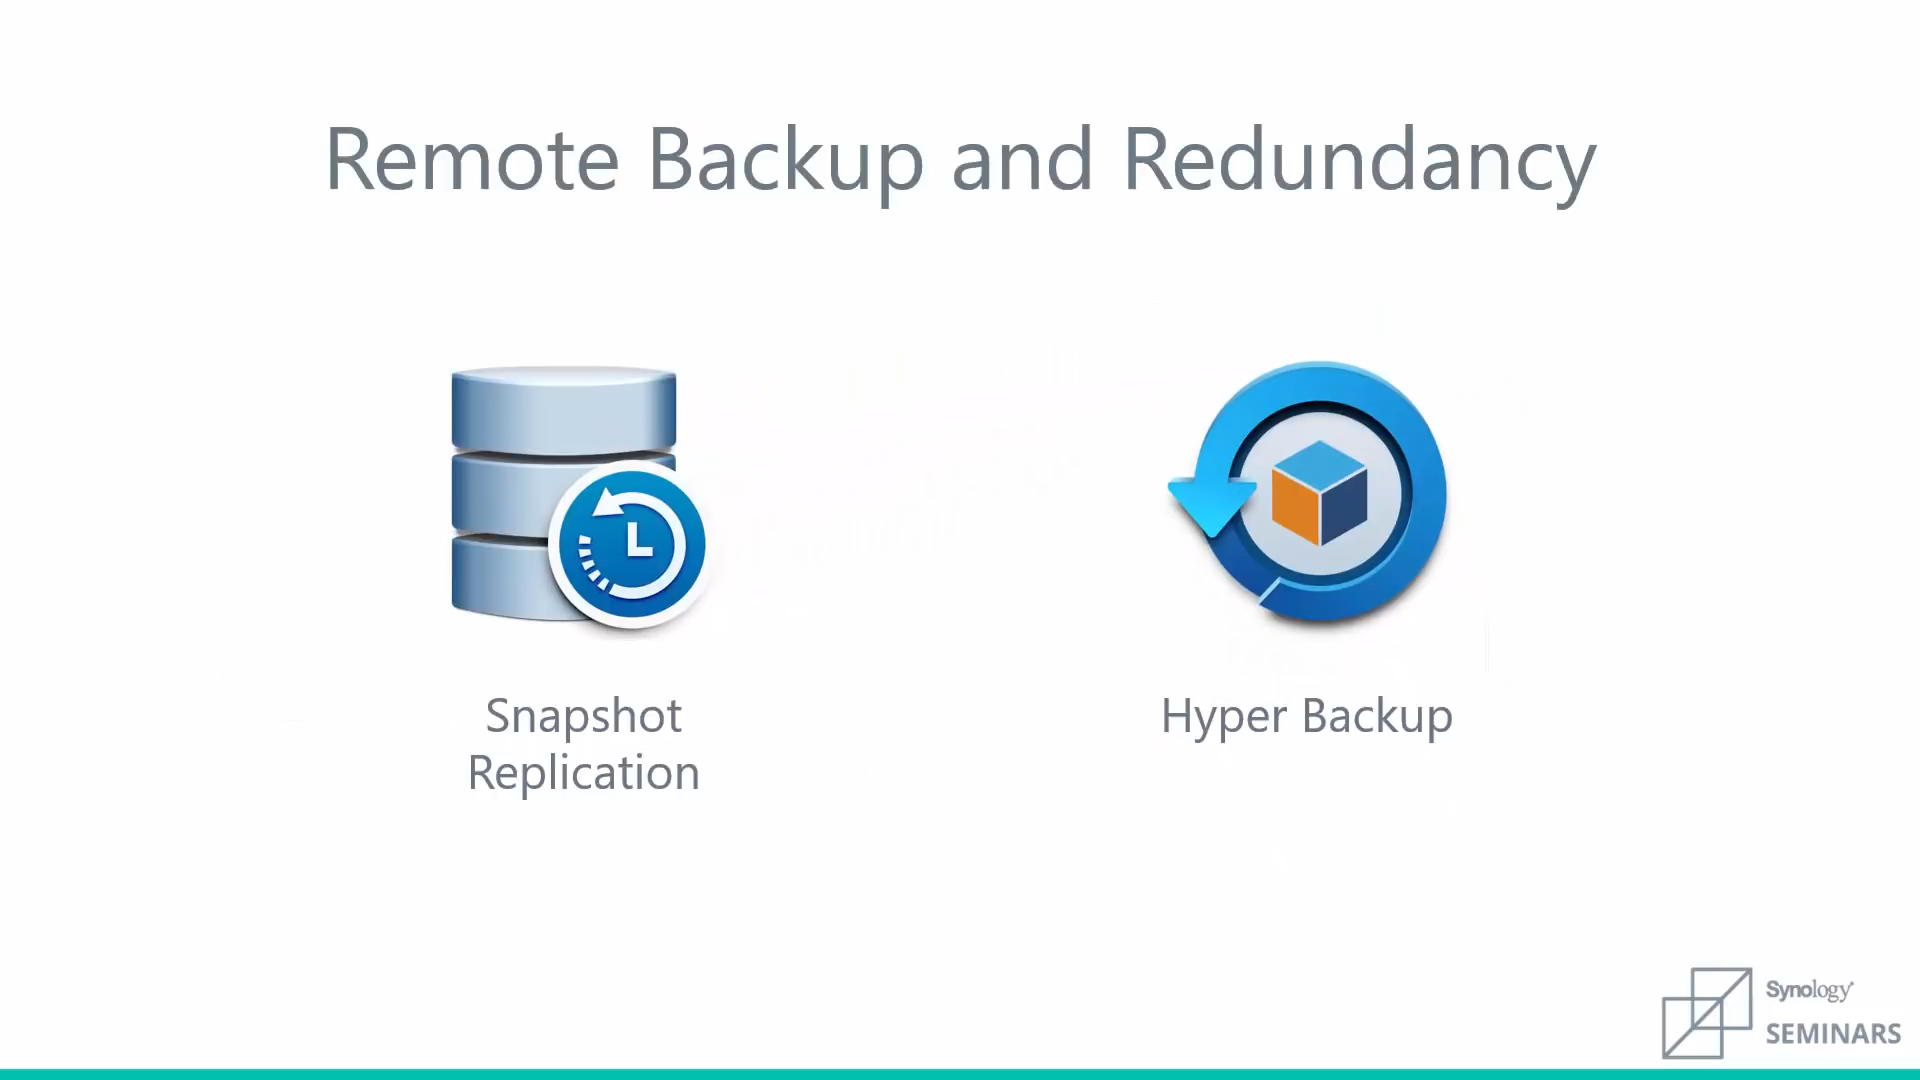 Remote Backup and Redundancy
Snapshot
Replication
Hyper Backup
Synology
SEMINARS